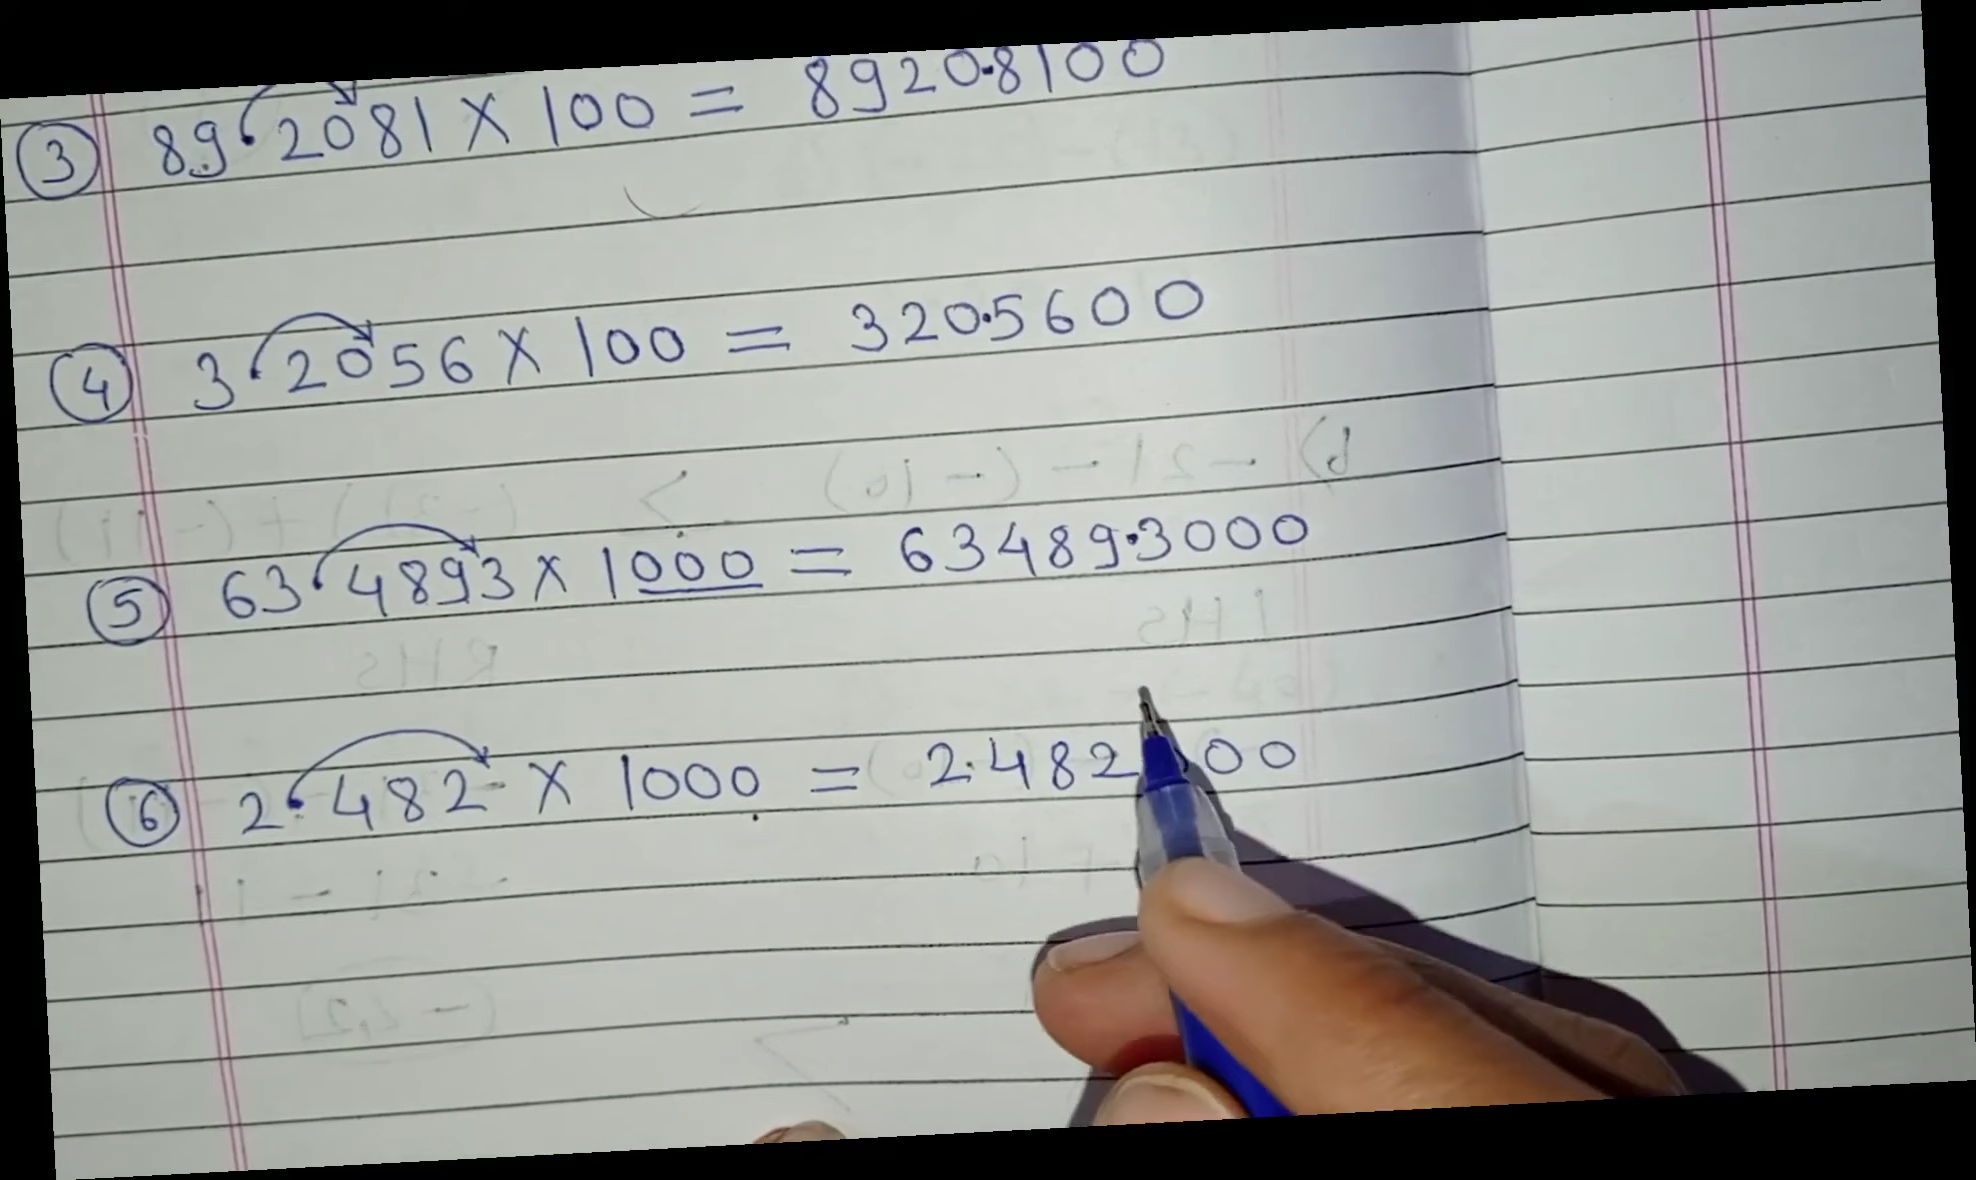 ③ 89.2081 × 100 = 8920.8100
④ 3.2056 × 100 = 320.5600
⑤ 63.4893 × 1000 = 63489.3000
⑥ 2.482 × 1000 = 2.482000